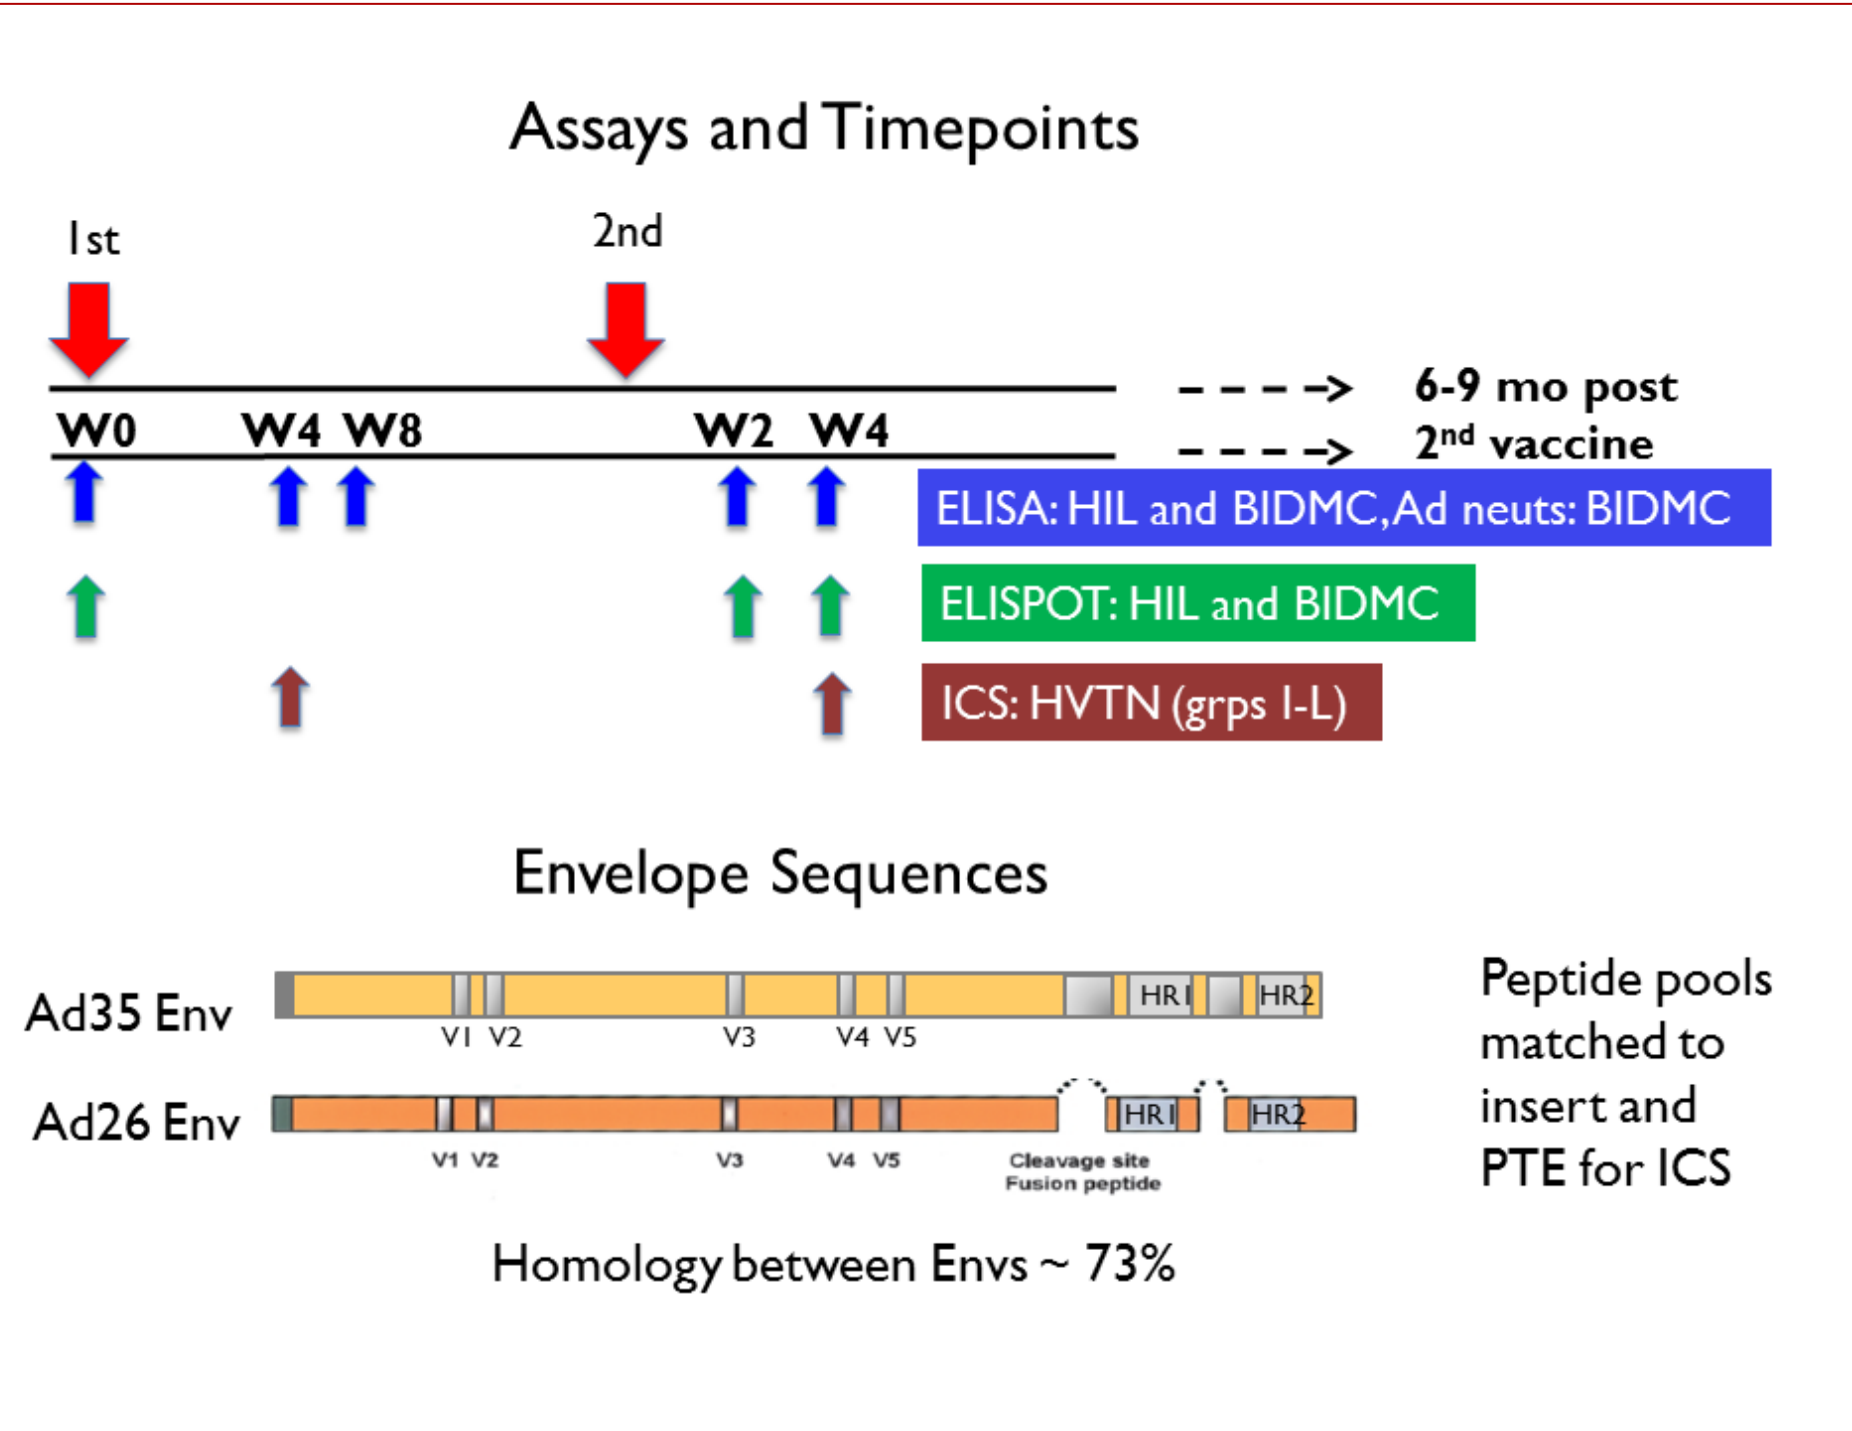 Assays and Timepoints
1st
2nd
6-9 mo post
W0 W4 W8 W2 W4
2nd vaccine
ELISA: HIL and BIDMC, Ad neuts: BIDMC
ELISPOT: HIL and BIDMC
ICS: HVTN (grps I-L)
Envelope Sequences
Ad35 Env
HR1 HR2
V1 V2 V3 V4 V5
Ad26 Env
HR1 HR2
V1 V2 V3 V4 V5
Cleavage site
Fusion peptide
Peptide pools
matched to
insert and
PTE for ICS
Homology between Envs ~ 73%